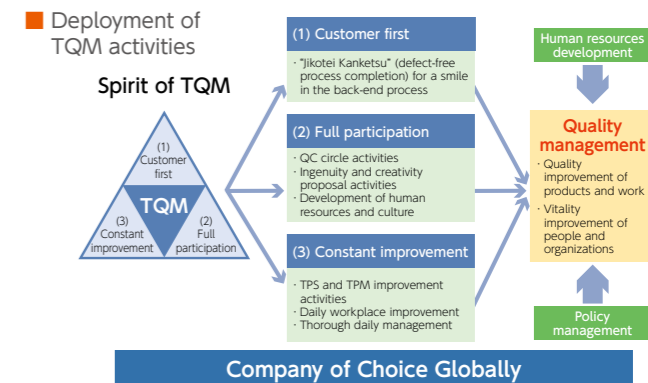 ■ Deployment of
TQM activities
Spirit of TQM
(1)
Customer
first
TQM
(3)
Constant
improvement
(2)
Full
participation
(1) Customer first
· "Jikotei Kanketsu" (defect-free
process completion) for a smile
in the back-end process
(2) Full participation
· QC circle activities
· Ingenuity and creativity
proposal activities
· Development of human
resources and culture
(3) Constant improvement
· TPS and TPM improvement
activities
· Daily workplace improvement
· Thorough daily management
Human resources
development
Quality
management
· Quality
improvement of
products and work
· Vitality
improvement of
people and
organizations
Policy
management
Company of Choice Globally